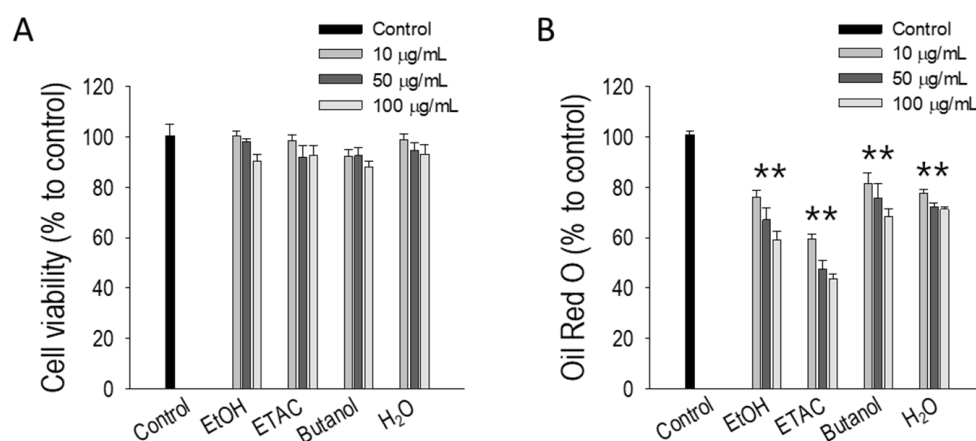 A
Control
10 μg/mL
50 μg/mL
100 μg/mL
Cell viability (% to control)
120
100
80
60
40
20
0
Control
EtOH
ETAC
Butanol
H₂O
B
Control
10 μg/mL
50 μg/mL
100 μg/mL
Oil Red O (% to control)
120
100
80
60
40
20
0
**
**
**
**
Control
EtOH
ETAC
Butanol
H₂O